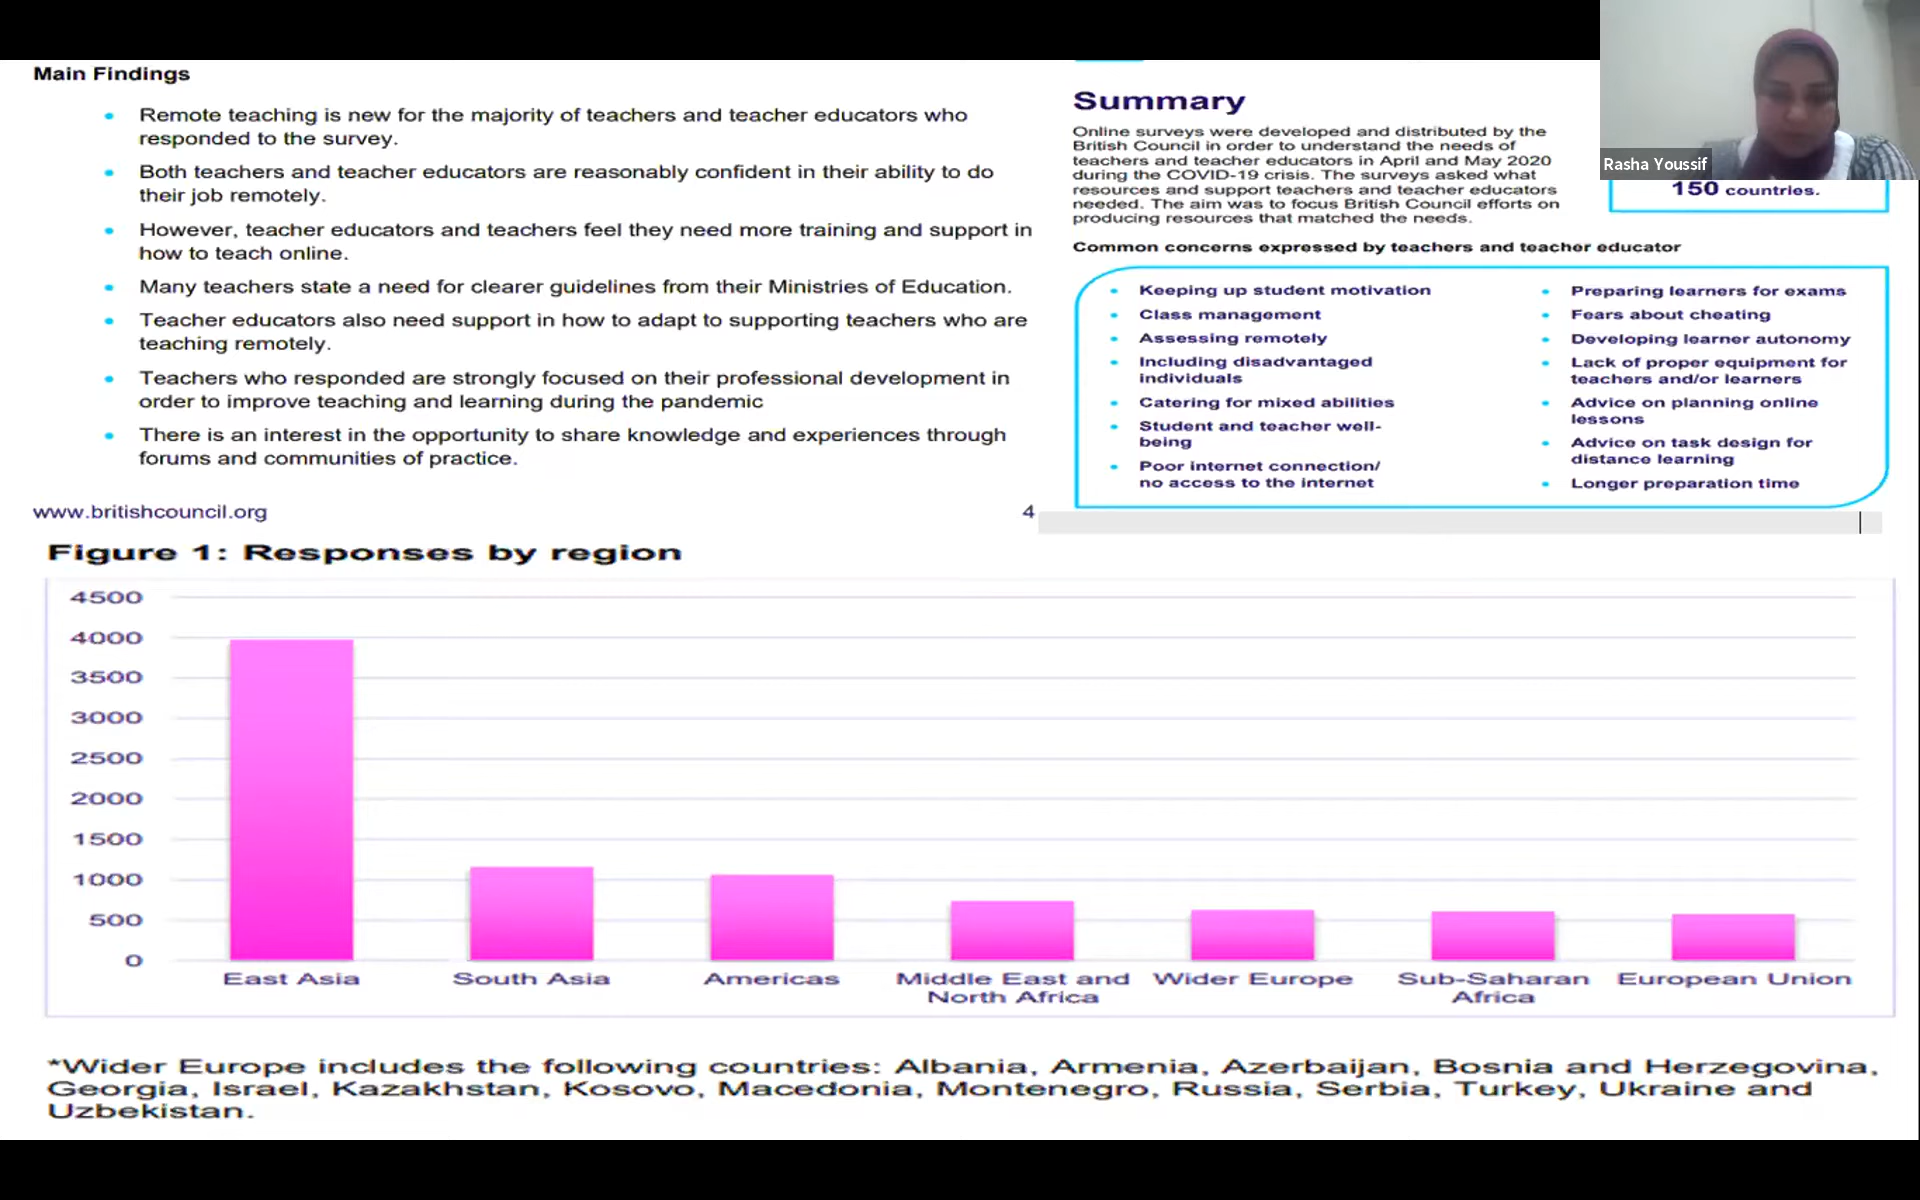 Main Findings
Remote teaching is new for the majority of teachers and teacher educators who
responded to the survey.
Both teachers and teacher educators are reasonably confident in their ability to do
their job remotely.
However, teacher educators and teachers feel they need more training and support in
how to teach online.
Many teachers state a need for clearer guidelines from their Ministries of Education.
Teacher educators also need support in how to adapt to supporting teachers who are
teaching remotely.
Teachers who responded are strongly focused on their professional development in
order to improve teaching and learning during the pandemic
There is an interest in the opportunity to share knowledge and experiences through
forums and communities of practice.
www.britishcouncil.org
4
Summary
Online surveys were developed and distributed by the
British Council in order to understand the needs of
teachers and teacher educators in April and May 2020
during the COVID-19 crisis. The surveys asked what
resources and support teachers and teacher educators
needed. The aim was to focus British Council efforts on
producing resources that matched the needs.
Rasha Youssif
150 countries.
Common concerns expressed by teachers and teacher educator
Keeping up student motivation
Class management
Assessing remotely
Including disadvantaged
individuals
Catering for mixed abilities
Student and teacher well-
being
Poor internet connection/
no access to the internet
Preparing learners for exams
Fears about cheating
Developing learner autonomy
Lack of proper equipment for
teachers and/or learners
Advice on planning online
lessons
Advice on task design for
distance learning
Longer preparation time
Figure 1: Responses by region
4500
4000
3500
3000
2500
2000
1500
1000
500
0
East Asia
South Asia
Americas
Middle East and
North Africa
Wider Europe
Sub-Saharan
Africa
European Union
*Wider Europe includes the following countries: Albania, Armenia, Azerbaijan, Bosnia and Herzegovina,
Georgia, Israel, Kazakhstan, Kosovo, Macedonia, Montenegro, Russia, Serbia, Turkey, Ukraine and
Uzbekistan.